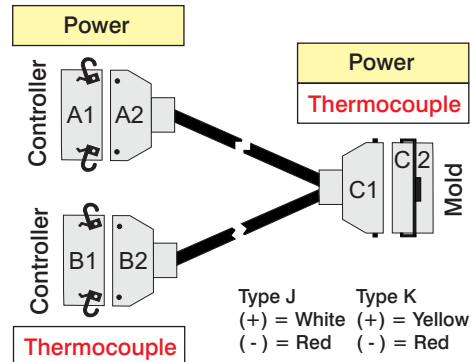 Power
Controller
A1
A2
Power
Thermocouple
C1
C2
Mold
Controller
B1
B2
Thermocouple
Type J Type K
(+) = White (+) = Yellow
(-) = Red (-) = Red